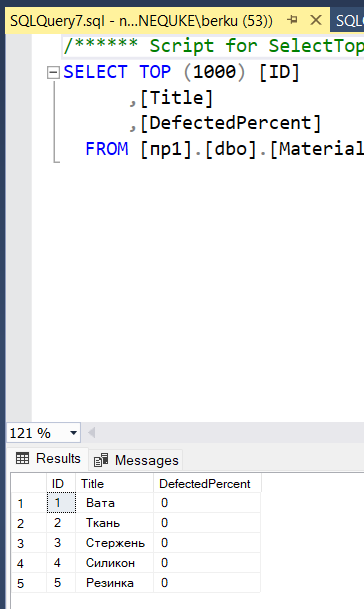 SQLQuery7.sql - n...NEQUKE\berku (53))
SQLQ
/****** Script for SelectTop
SELECT TOP (1000) [ID]
,[Title]
,[DefectedPercent]
FROM [пр1].[dbo].[Material
121 %
Results
Messages
ID Title DefectedPercent
1 1 Вата 0
2 2 Ткань 0
3 3 Стержень 0
4 4 Силикон 0
5 5 Резинка 0